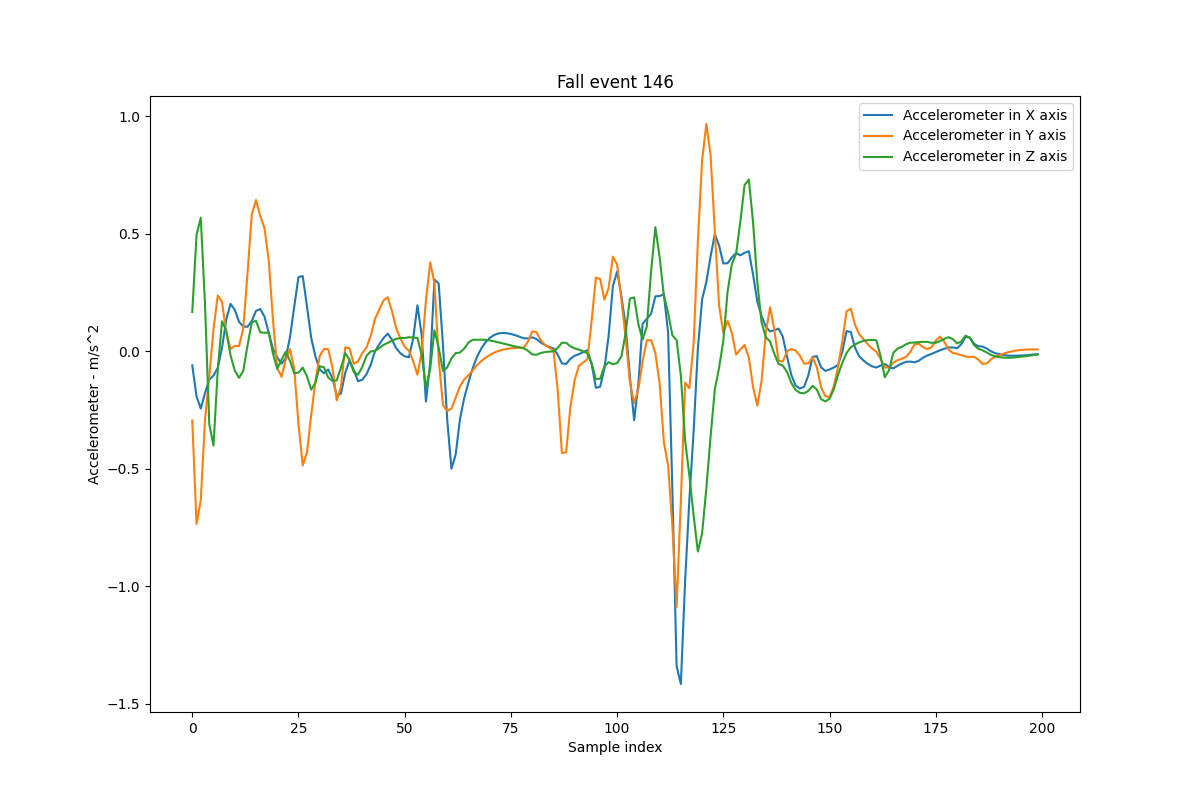 Fall event 146
Accelerometer in X axis
Accelerometer in Y axis
Accelerometer in Z axis
1.0
0.5
0.0
−0.5
−1.0
−1.5
Accelerometer - m/s^2
0 25 50 75 100 125 150 175 200
Sample index